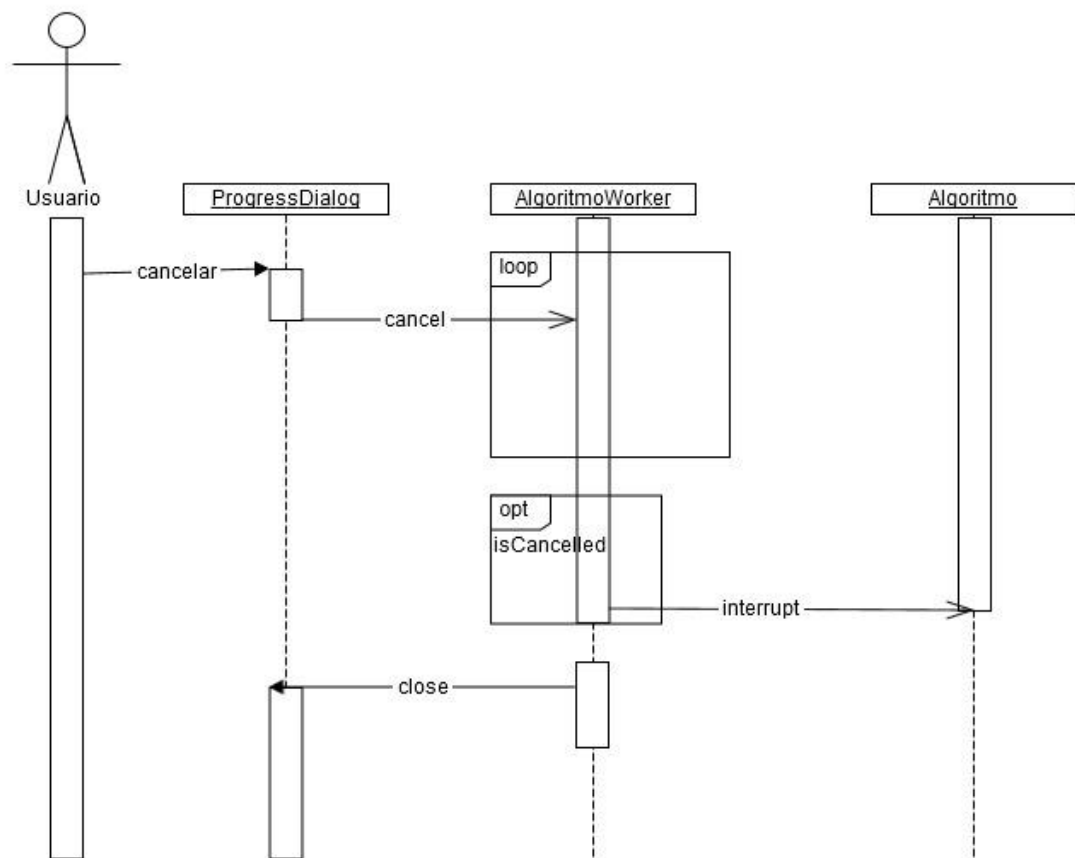 Usuario
ProgressDialog
AlgoritmoWorker
Algoritmo
cancelar
loop
cancel
opt
isCancelled
interrupt
close